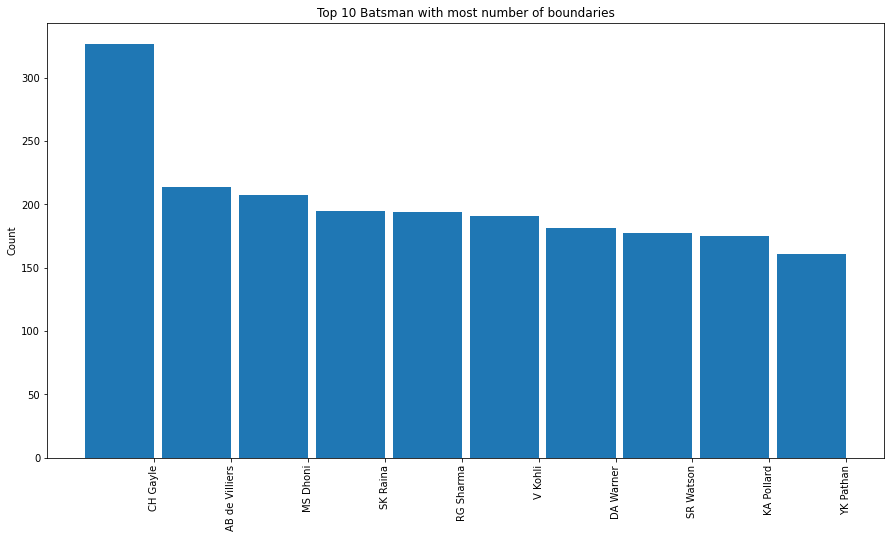 Top 10 Batsman with most number of boundaries
Count
300
250
200
150
100
50
0
CH Gayle
AB de Villiers
MS Dhoni
SK Raina
RG Sharma
V Kohli
DA Warner
SR Watson
KA Pollard
YK Pathan